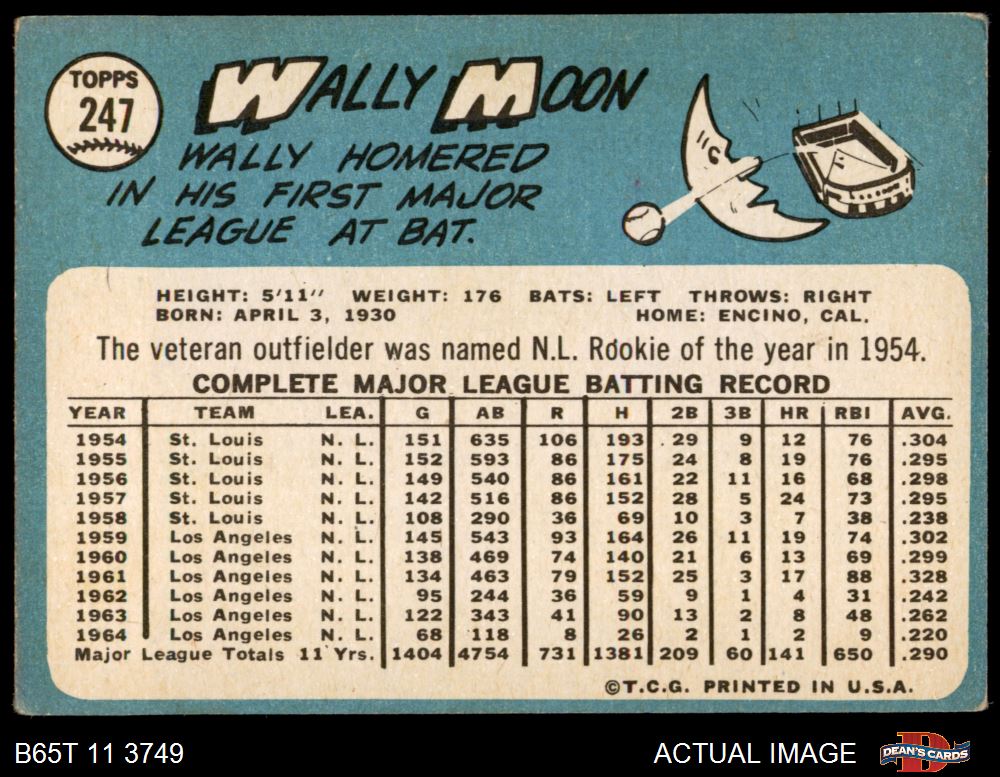 TOPPS
247
WALLY MOON
WALLY HOMERED
IN HIS FIRST MAJOR
LEAGUE AT BAT.
HEIGHT: 5'11" WEIGHT: 176 BATS: LEFT THROWS: RIGHT
BORN: APRIL 3, 1930 HOME: ENCINO, CAL.
The veteran outfielder was named N.L. Rookie of the year in 1954.
COMPLETE MAJOR LEAGUE BATTING RECORD
YEAR TEAM LEA. G AB R H 2B 3B HR RBI AVG.
1954 St. Louis N. L. 151 635 106 193 29 9 12 76 .304
1955 St. Louis N. L. 152 593 86 175 24 8 19 76 .295
1956 St. Louis N. L. 149 540 86 161 22 11 16 68 .298
1957 St. Louis N. L. 142 516 86 152 28 5 24 73 .295
1958 St. Louis N. L. 108 290 36 69 10 3 7 38 .238
1959 Los Angeles N. L. 145 543 93 164 26 11 19 74 .302
1960 Los Angeles N. L. 138 469 74 140 21 6 13 69 .299
1961 Los Angeles N. L. 134 463 79 152 25 3 17 88 .328
1962 Los Angeles N. L. 95 244 36 59 9 1 4 31 .242
1963 Los Angeles N. L. 122 343 41 90 13 2 8 48 .262
1964 Los Angeles N. L. 68 118 8 26 2 1 2 9 .220
Major League Totals 11 Yrs. 1404 4754 731 1381 209 60 141 650 .290
©T.C.G. PRINTED IN U.S.A.
B65T 11 3749 ACTUAL IMAGE D DEAN'S CARDS